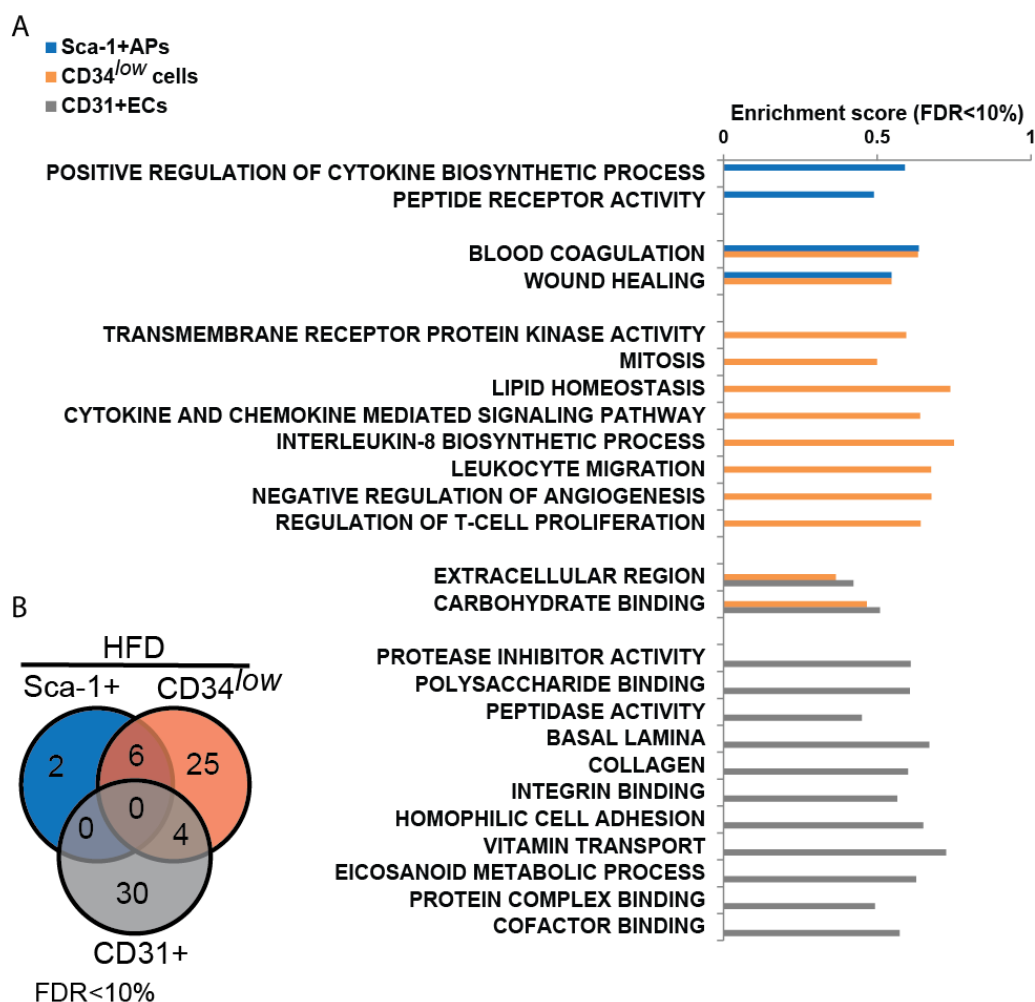 A
Sca-1+APs
CD34low cells
CD31+ECs
Enrichment score (FDR<10%)
0 0.5 1
POSITIVE REGULATION OF CYTOKINE BIOSYNTHETIC PROCESS
PEPTIDE RECEPTOR ACTIVITY
BLOOD COAGULATION
WOUND HEALING
TRANSMEMBRANE RECEPTOR PROTEIN KINASE ACTIVITY
MITOSIS
LIPID HOMEOSTASIS
CYTOKINE AND CHEMOKINE MEDIATED SIGNALING PATHWAY
INTERLEUKIN-8 BIOSYNTHETIC PROCESS
LEUKOCYTE MIGRATION
NEGATIVE REGULATION OF ANGIOGENESIS
REGULATION OF T-CELL PROLIFERATION
EXTRACELLULAR REGION
CARBOHYDRATE BINDING
PROTEASE INHIBITOR ACTIVITY
POLYSACCHARIDE BINDING
PEPTIDASE ACTIVITY
BASAL LAMINA
COLLAGEN
INTEGRIN BINDING
HOMOPHILIC CELL ADHESION
VITAMIN TRANSPORT
EICOSANOID METABOLIC PROCESS
PROTEIN COMPLEX BINDING
COFACTOR BINDING
B
HFD
Sca-1+ CD34low
2 6 25
0
0 4
30
CD31+
FDR<10%